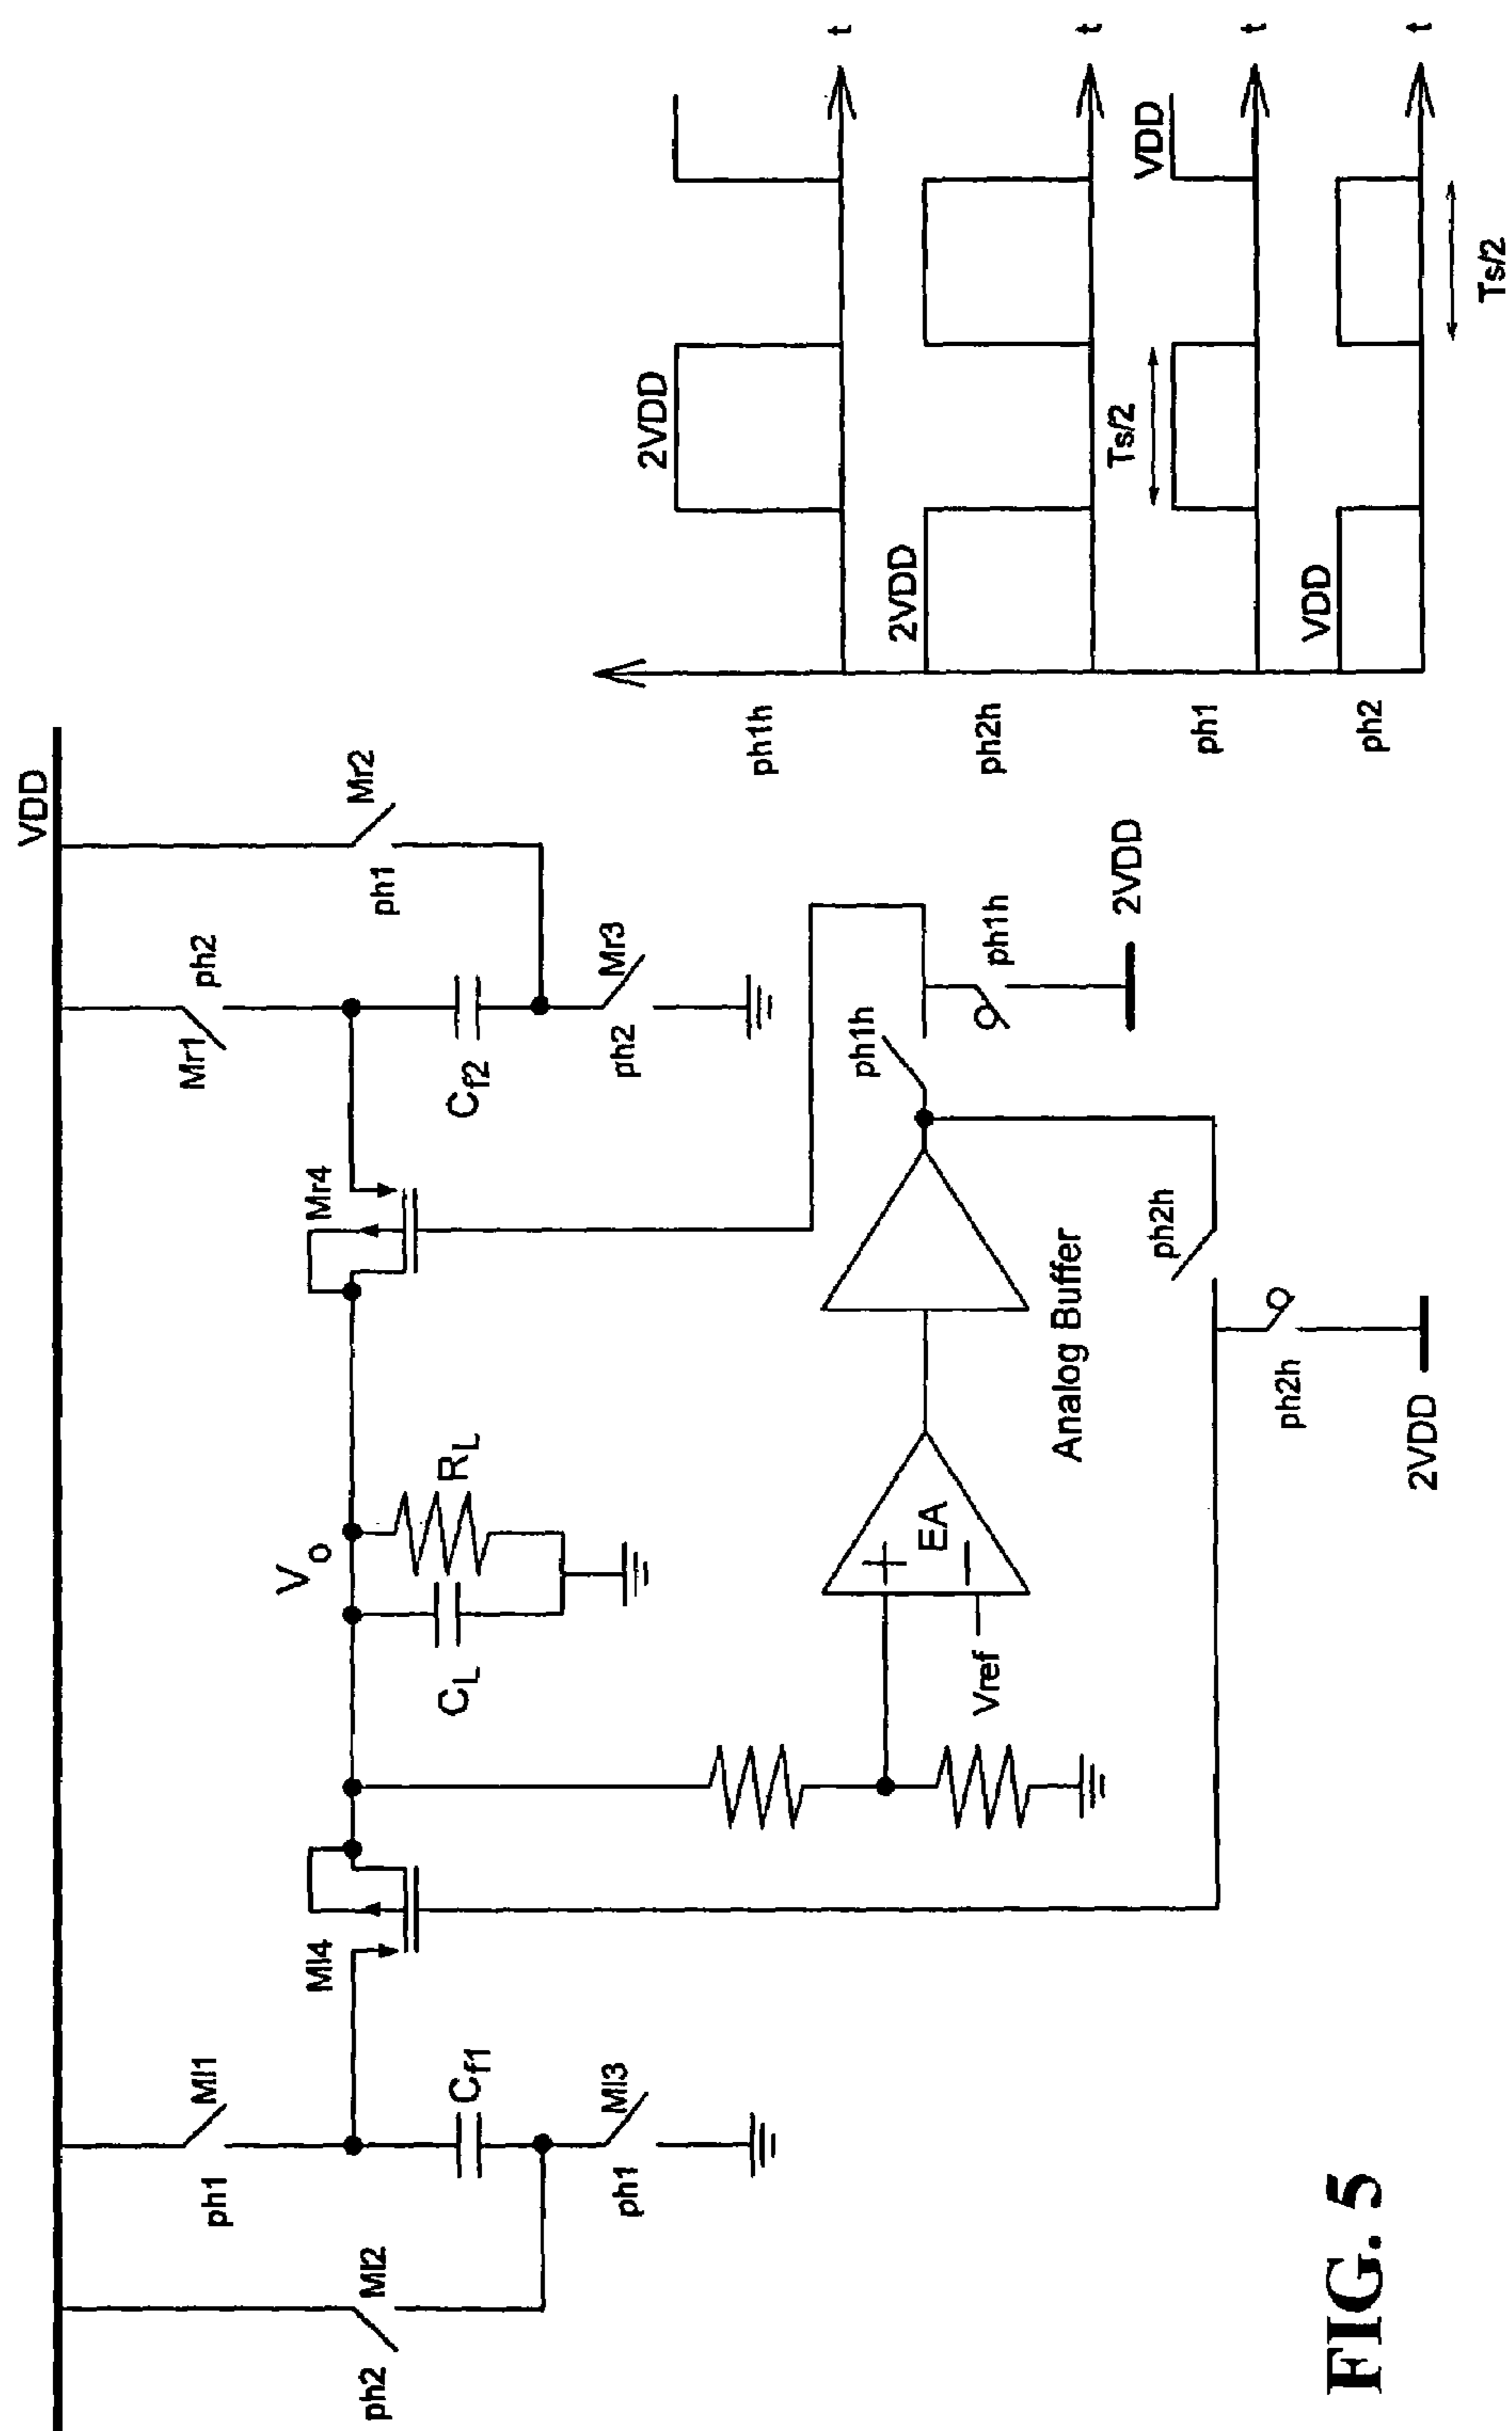 VDD
Ml1
ph1
Ml2
ph2
Cf1
Ml3
ph1
Ml4
Vo
CL
RL
Mr4
Mr1
ph2
Mr2
ph1
Cf2
Mr3
ph2
Vref
+
EA
−
Analog Buffer
ph1h
ph1h
2VDD
ph2h
ph2h
2VDD
ph1h
2VDD
t
ph2h
2VDD
t
ph1
Ts/2
VDD
t
ph2
VDD
Ts/2
t
FIG. 5